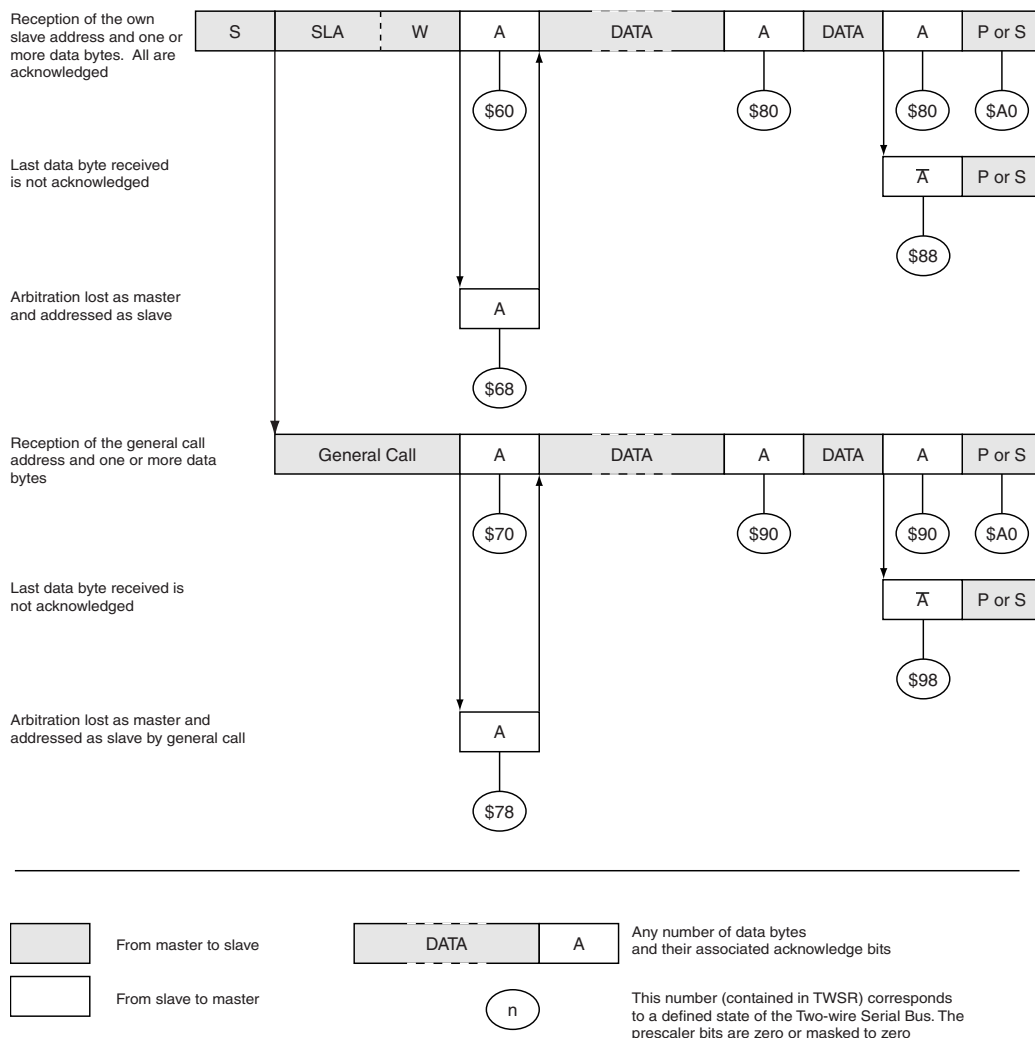 Reception of the own
slave address and one or
more data bytes. All are
acknowledged
S SLA W A DATA A DATA A P or S
$60 $80 $80 $A0
Last data byte received
is not acknowledged
A̅ P or S
$88
Arbitration lost as master
and addressed as slave
A
$68
Reception of the general call
address and one or more data
bytes
General Call A DATA A DATA A P or S
$70 $90 $90 $A0
Last data byte received is
not acknowledged
A̅ P or S
$98
Arbitration lost as master and
addressed as slave by general call
A
$78
From master to slave
DATA A
Any number of data bytes
and their associated acknowledge bits
From slave to master
n
This number (contained in TWSR) corresponds
to a defined state of the Two-wire Serial Bus. The
prescaler bits are zero or masked to zero